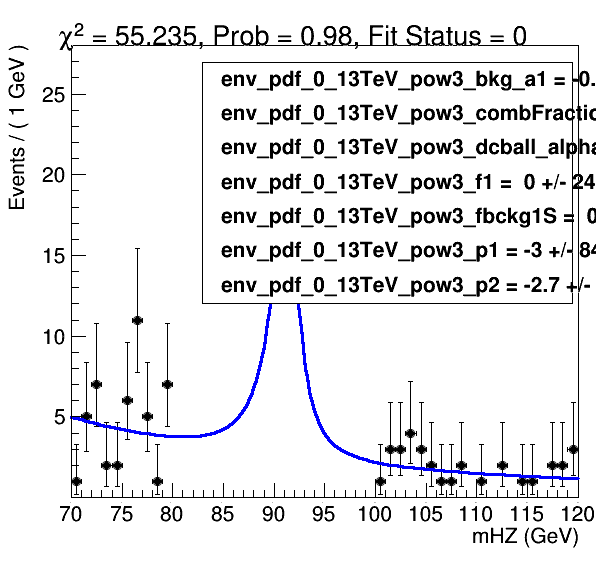 χ² = 55.235, Prob = 0.98, Fit Status = 0
Events / ( 1 GeV )
env_pdf_0_13TeV_pow3_bkg_a1 = -0.
env_pdf_0_13TeV_pow3_combFractio
env_pdf_0_13TeV_pow3_dcball_alpha
env_pdf_0_13TeV_pow3_f1 = 0 +/- 24
env_pdf_0_13TeV_pow3_fbckg1S = 0
env_pdf_0_13TeV_pow3_p1 = -3 +/- 84
env_pdf_0_13TeV_pow3_p2 = -2.7 +/-
25
20
15
10
5
70 75 80 85 90 95 100 105 110 115 120
mHZ (GeV)